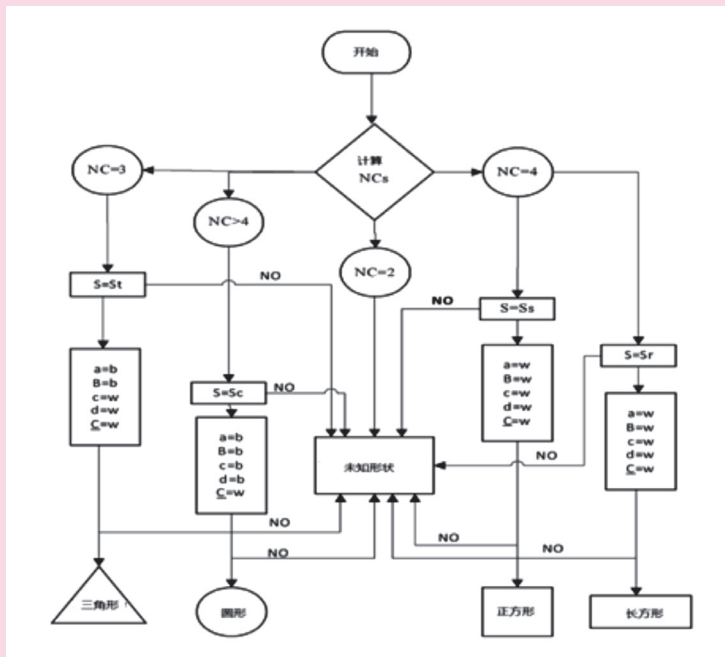 开始
计算
NCs
NC=3
NC>4
NC=2
NC=4
S=St
NO
S=Sc
NO
NO
S=Ss
S=Sr
NO
a=b
B=b
c=w
d=w
C=w
a=b
B=b
c=b
d=b
C=w
a=w
B=w
c=w
d=w
C=w
a=w
B=w
c=w
d=w
C=w
未知形状
NO
NO
NO
NO
三角形
圆形
正方形
长方形